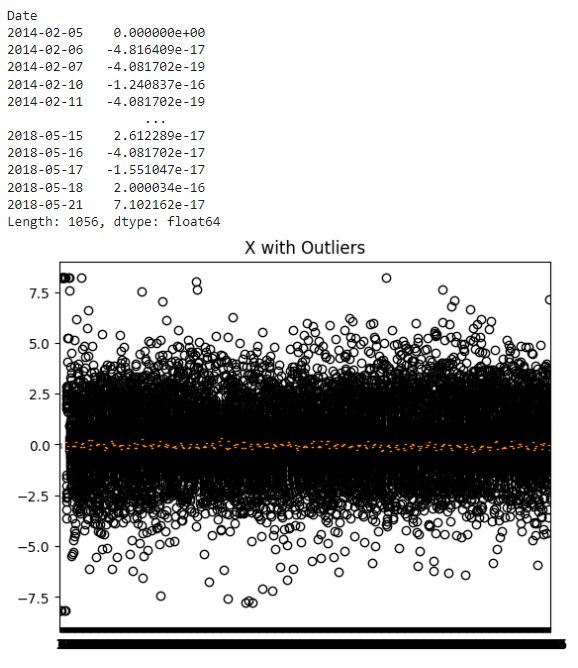 Date
2014-02-05    0.000000e+00
2014-02-06   -4.816409e-17
2014-02-07   -4.081702e-19
2014-02-10   -1.240837e-16
2014-02-11   -4.081702e-19
...
2018-05-15    2.612289e-17
2018-05-16   -4.081702e-17
2018-05-17   -1.551047e-17
2018-05-18    2.000034e-16
2018-05-21    7.102162e-17
Length: 1056, dtype: float64
X with Outliers
7.5
5.0
2.5
0.0
−2.5
−5.0
−7.5